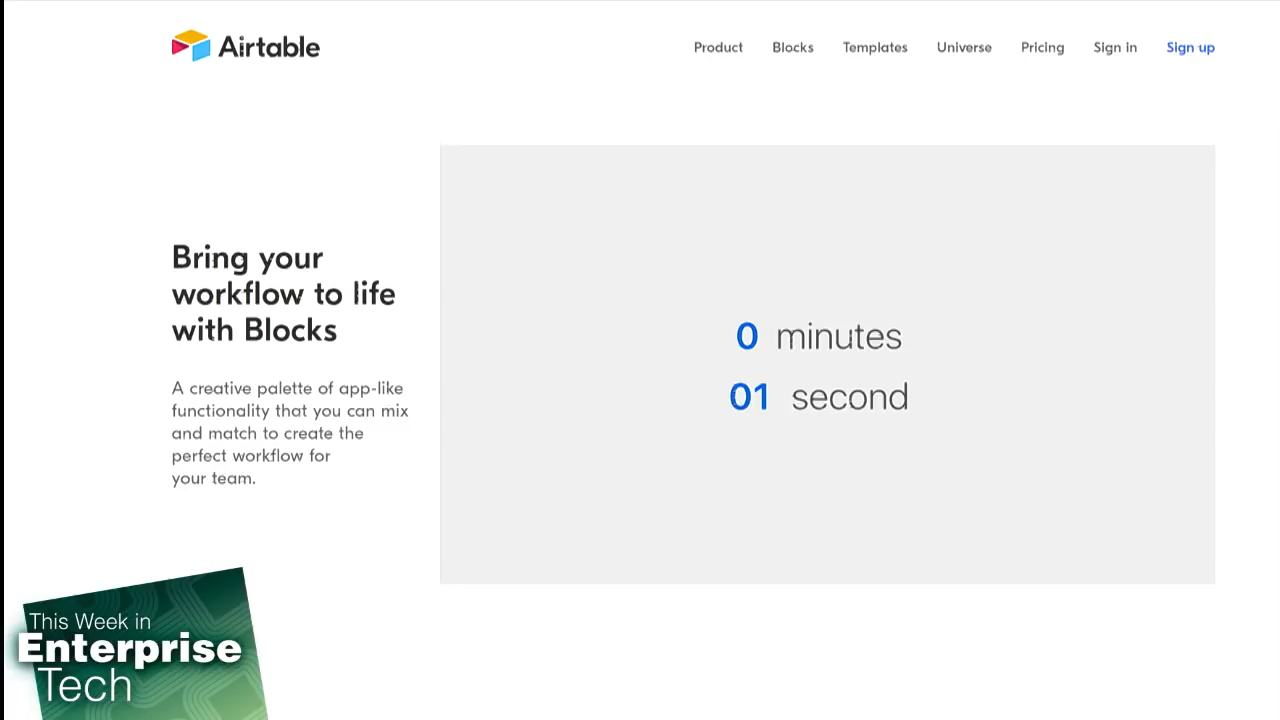 Airtable
Product Blocks Templates Universe Pricing Sign in Sign up
Bring your
workflow to life
with Blocks
A creative palette of app-like
functionality that you can mix
and match to create the
perfect workflow for
your team.
0 minutes
01 second
This Week in
Enterprise
Tech